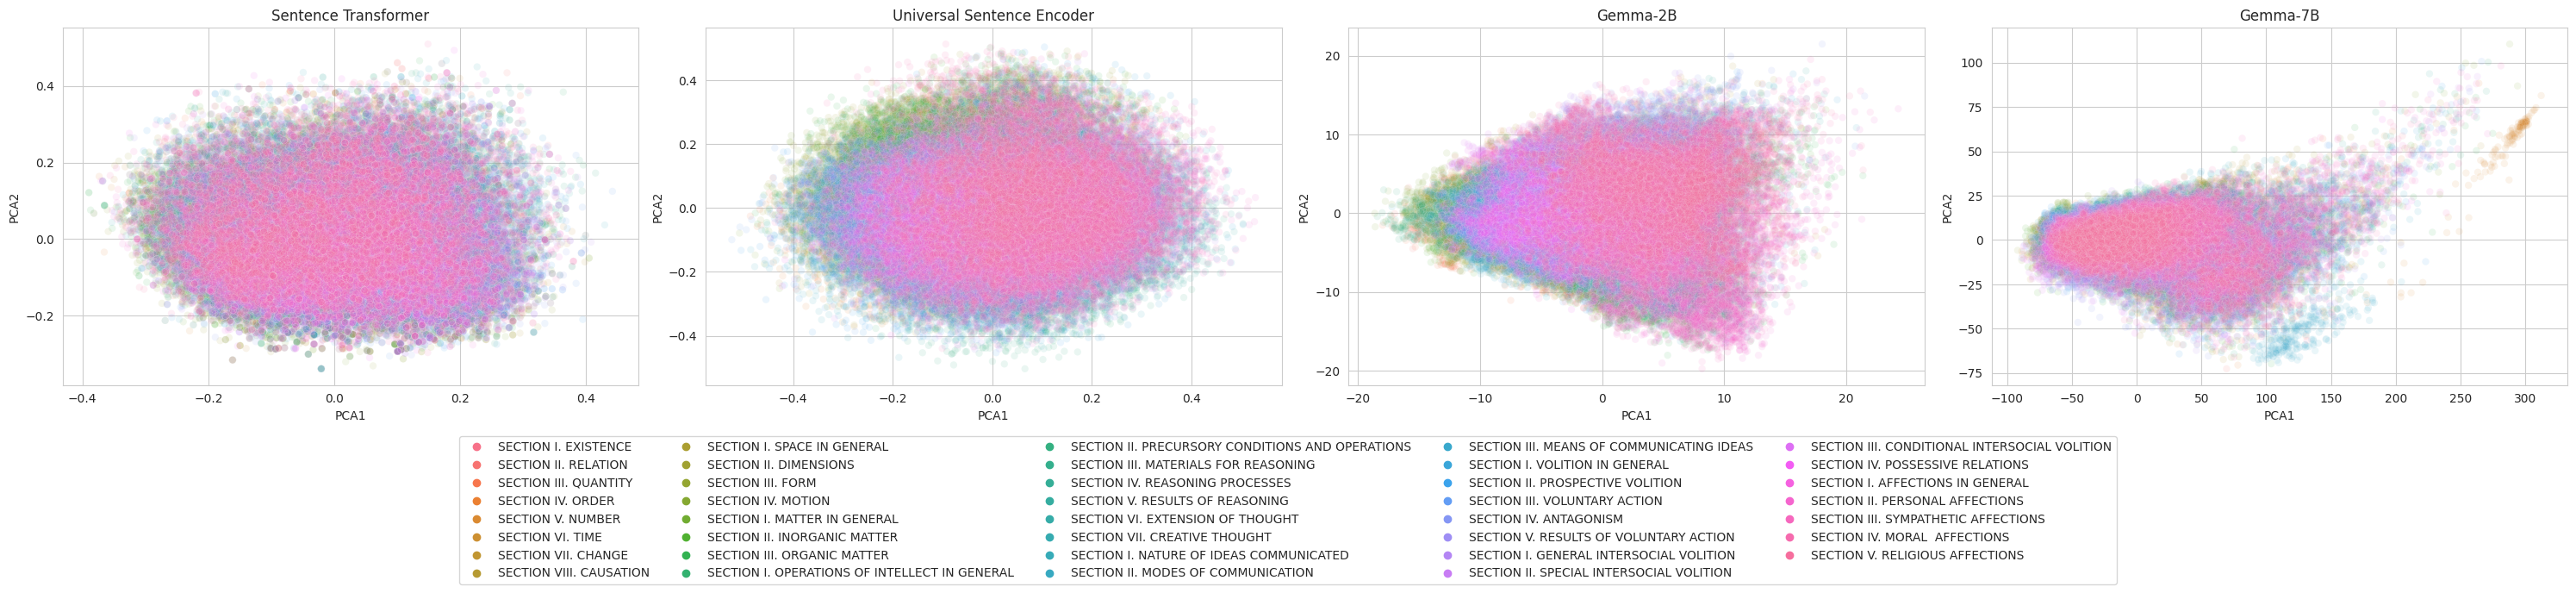 Sentence Transformer
0.4
0.2
0.0
−0.2
PCA2
−0.4
−0.2
0.0
0.2
0.4
PCA1
Universal Sentence Encoder
0.4
0.2
0.0
−0.2
−0.4
PCA2
−0.4
−0.2
0.0
0.2
0.4
PCA1
Gemma-2B
20
10
0
−10
−20
PCA2
−20
−10
0
10
20
PCA1
Gemma-7B
100
75
50
25
0
−25
−50
−75
PCA2
−100
−50
0
50
100
150
200
250
300
PCA1
SECTION I. EXISTENCE
SECTION II. RELATION
SECTION III. QUANTITY
SECTION IV. ORDER
SECTION V. NUMBER
SECTION VI. TIME
SECTION VII. CHANGE
SECTION VIII. CAUSATION
SECTION I. SPACE IN GENERAL
SECTION II. DIMENSIONS
SECTION III. FORM
SECTION IV. MOTION
SECTION I. MATTER IN GENERAL
SECTION II. INORGANIC MATTER
SECTION III. ORGANIC MATTER
SECTION I. OPERATIONS OF INTELLECT IN GENERAL
SECTION II. PRECURSORY CONDITIONS AND OPERATIONS
SECTION III. MATERIALS FOR REASONING
SECTION IV. REASONING PROCESSES
SECTION V. RESULTS OF REASONING
SECTION VI. EXTENSION OF THOUGHT
SECTION VII. CREATIVE THOUGHT
SECTION I. NATURE OF IDEAS COMMUNICATED
SECTION II. MODES OF COMMUNICATION
SECTION III. MEANS OF COMMUNICATING IDEAS
SECTION I. VOLITION IN GENERAL
SECTION II. PROSPECTIVE VOLITION
SECTION III. VOLUNTARY ACTION
SECTION IV. ANTAGONISM
SECTION V. RESULTS OF VOLUNTARY ACTION
SECTION I. GENERAL INTERSOCIAL VOLITION
SECTION II. SPECIAL INTERSOCIAL VOLITION
SECTION III. CONDITIONAL INTERSOCIAL VOLITION
SECTION IV. POSSESSIVE RELATIONS
SECTION I. AFFECTIONS IN GENERAL
SECTION II. PERSONAL AFFECTIONS
SECTION III. SYMPATHETIC AFFECTIONS
SECTION IV. MORAL  AFFECTIONS
SECTION V. RELIGIOUS AFFECTIONS